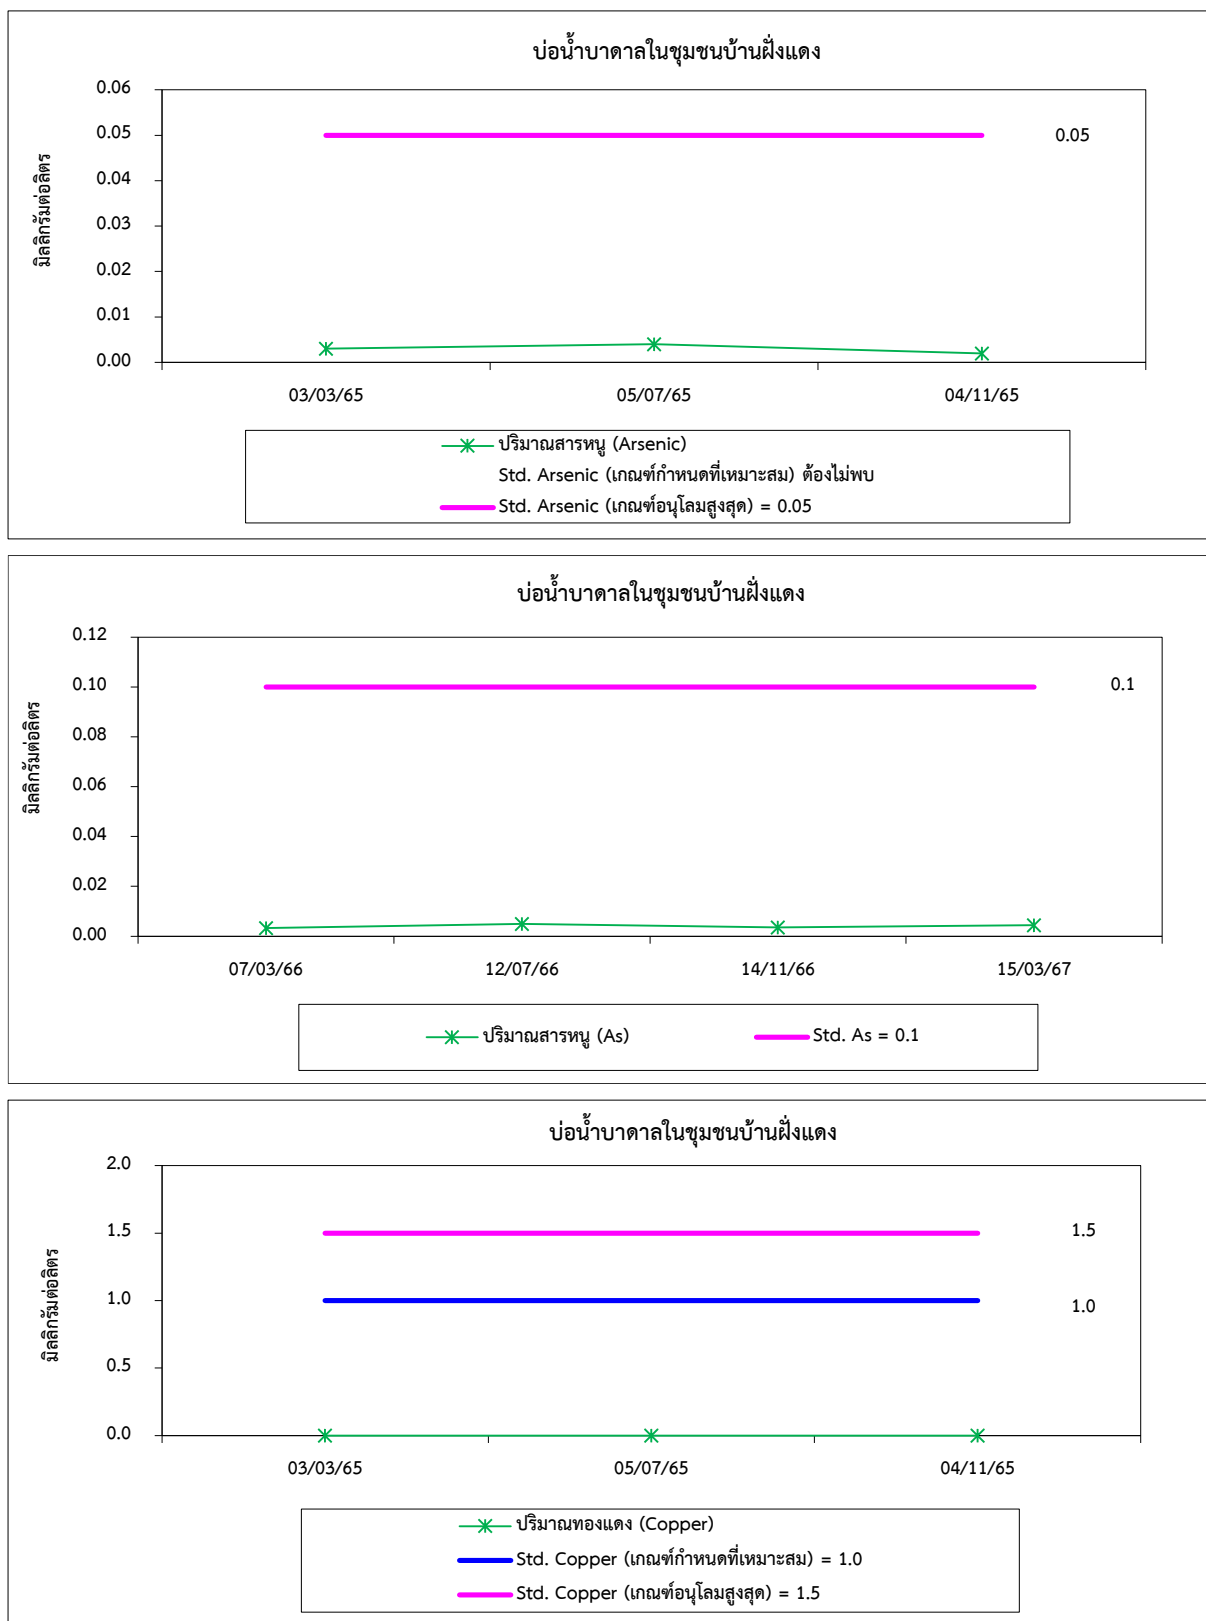 บ่อน้ำบาดาลในชุมชนบ้านฝั่งแดง
มิลลิกรัมต่อลิตร
0.06
0.05
0.04
0.03
0.02
0.01
0.00
0.05
03/03/65 05/07/65 04/11/65
ปริมาณสารหนู (Arsenic)
Std. Arsenic (เกณฑ์กำหนดที่เหมาะสม) ต้องไม่พบ
Std. Arsenic (เกณฑ์อนุโลมสูงสุด) = 0.05
บ่อน้ำบาดาลในชุมชนบ้านฝั่งแดง
มิลลิกรัมต่อลิตร
0.12
0.10
0.08
0.06
0.04
0.02
0.00
0.1
07/03/66 12/07/66 14/11/66 15/03/67
ปริมาณสารหนู (As) Std. As = 0.1
บ่อน้ำบาดาลในชุมชนบ้านฝั่งแดง
มิลลิกรัมต่อลิตร
2.0
1.5
1.0
0.5
0.0
1.5
1.0
03/03/65 05/07/65 04/11/65
ปริมาณทองแดง (Copper)
Std. Copper (เกณฑ์กำหนดที่เหมาะสม) = 1.0
Std. Copper (เกณฑ์อนุโลมสูงสุด) = 1.5